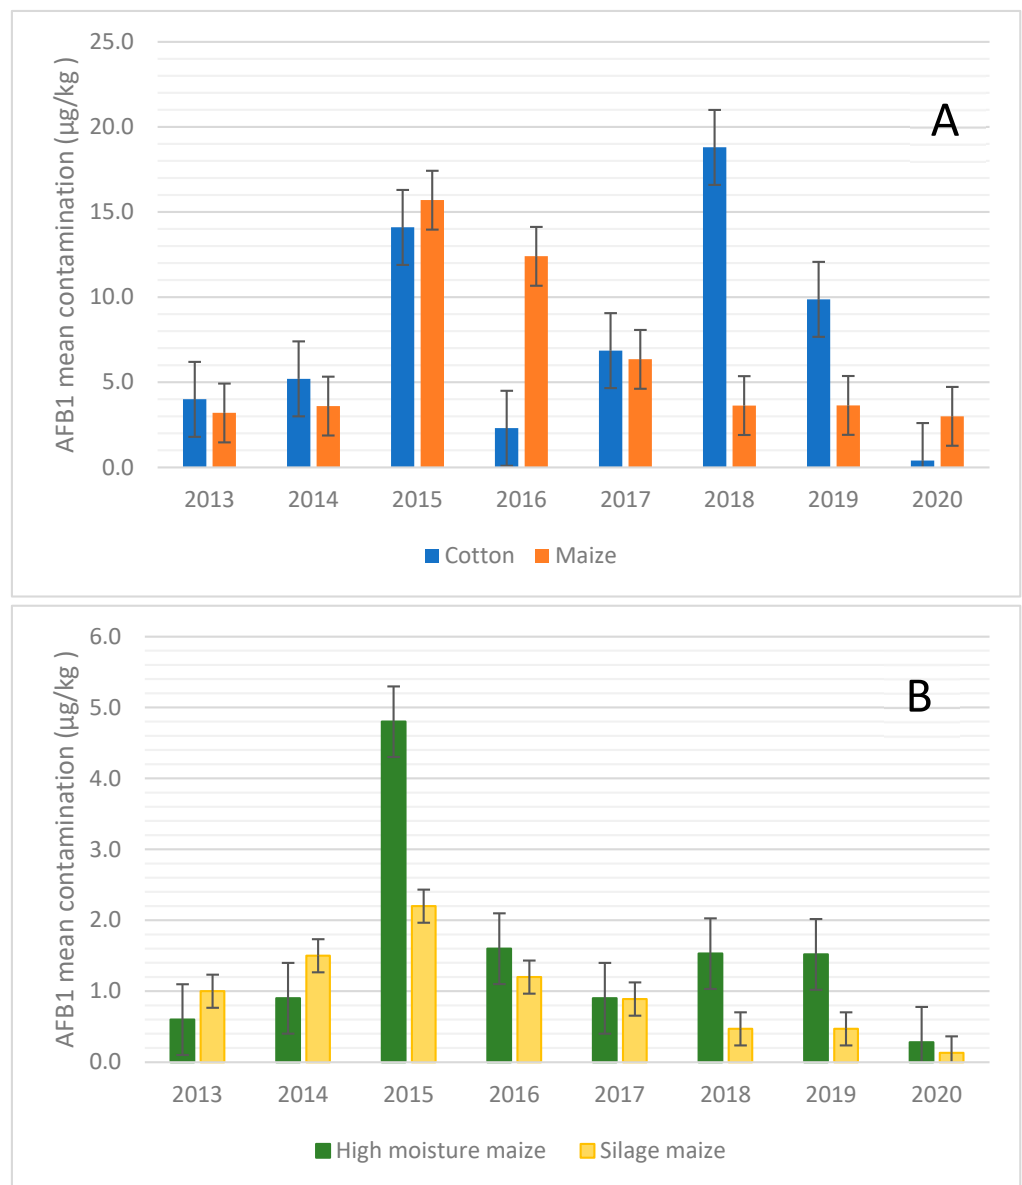 AFB1 mean contamination (µg/kg )
25.0
20.0
15.0
10.0
5.0
0.0
A
2013 2014 2015 2016 2017 2018 2019 2020
Cotton Maize
AFB1 mean contamination (µg/kg )
6.0
5.0
4.0
3.0
2.0
1.0
0.0
B
2013 2014 2015 2016 2017 2018 2019 2020
High moisture maize Silage maize